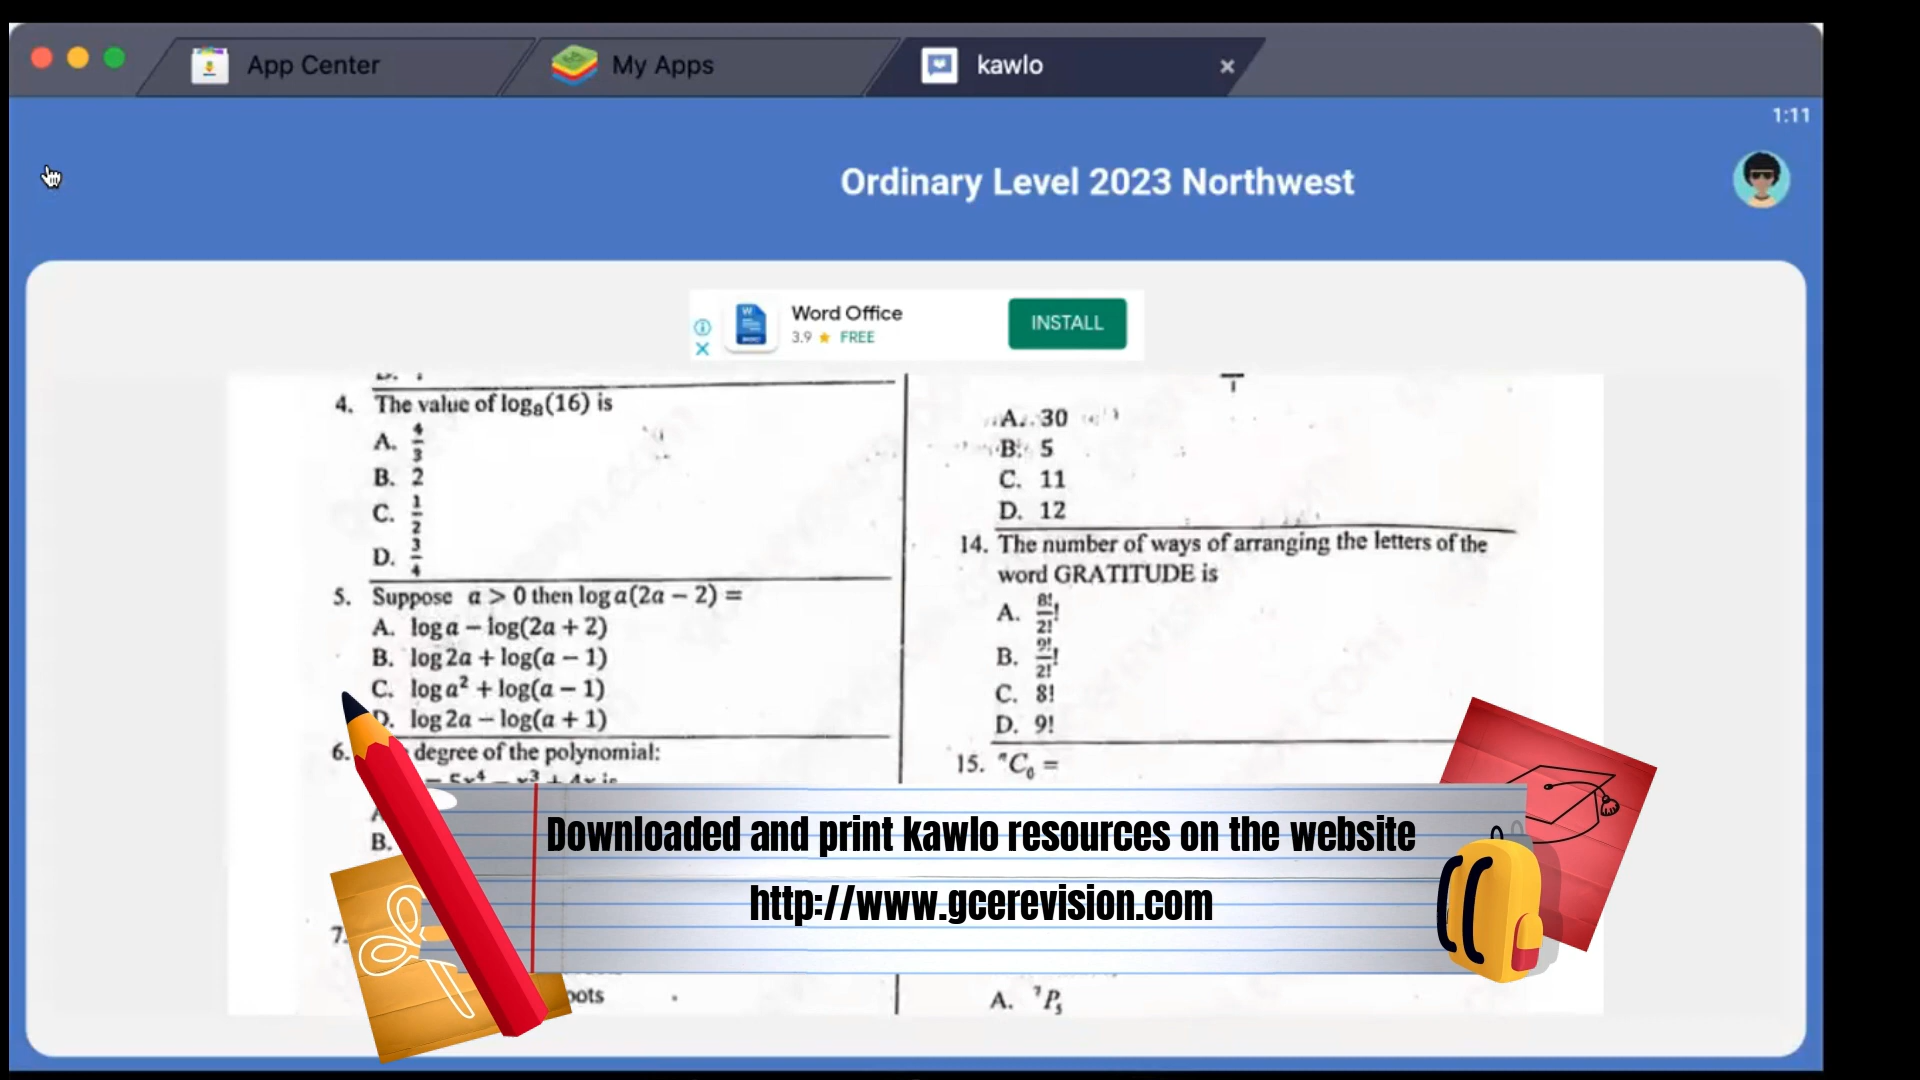 App Center
My Apps
kawlo
1:11
Ordinary Level 2023 Northwest
Word Office
3.9 ★ FREE
INSTALL
4. The value of log₈(16) is
A. 4/3
B. 2
C. 1/2
D. 3/4
5. Suppose a > 0 then log a(2a − 2) =
A. log a − log(2a + 2)
B. log 2a + log(a − 1)
C. log a² + log(a − 1)
D. log 2a − log(a + 1)
6. degree of the polynomial:
− 5x⁴ − x³ + 4x is
B.
7.
A. 30
B. 5
C. 11
D. 12
14. The number of ways of arranging the letters of the
word GRATITUDE is
A. 8!/2!!
B. 9!/2!!
C. 8!
D. 9!
15. ⁿC₀ =
A. ⁷P₅
Downloaded and print kawlo resources on the website
http://www.gcerevision.com